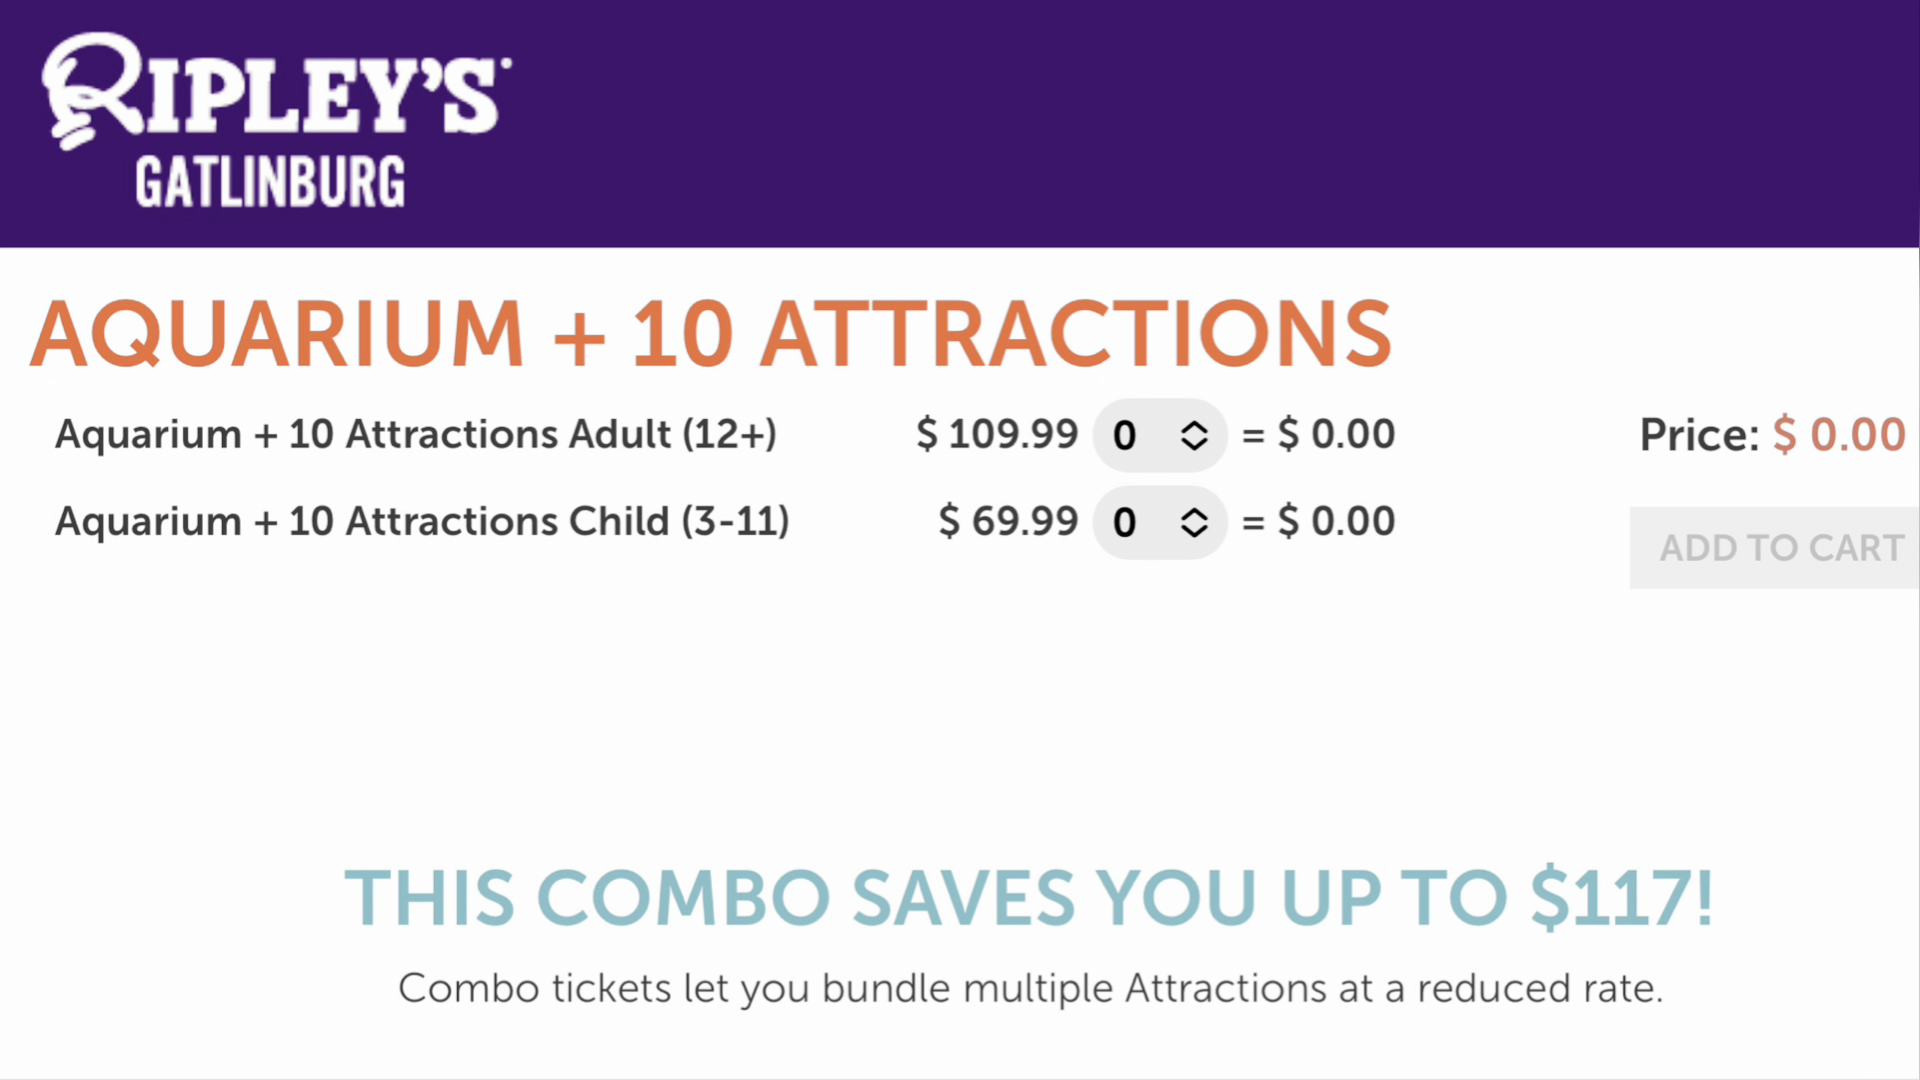 RIPLEY'S
GATLINBURG
AQUARIUM + 10 ATTRACTIONS
Aquarium + 10 Attractions Adult (12+) $ 109.99 0 = $ 0.00 Price: $ 0.00
Aquarium + 10 Attractions Child (3-11) $ 69.99 0 = $ 0.00
ADD TO CART
THIS COMBO SAVES YOU UP TO $117!
Combo tickets let you bundle multiple Attractions at a reduced rate.